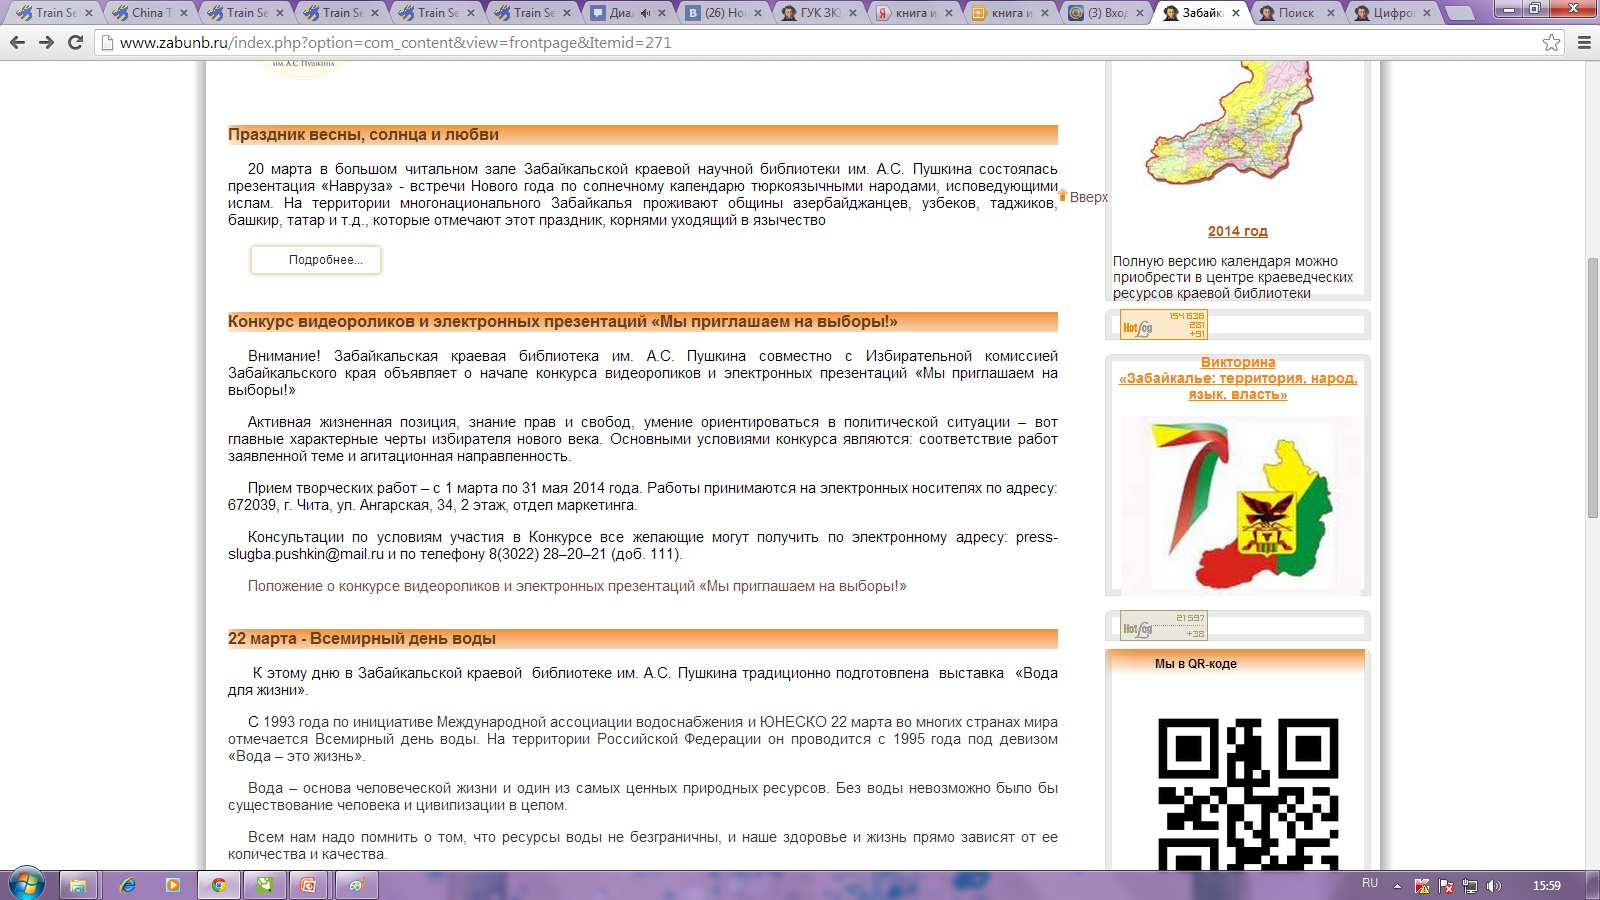 Train Se
China T
Train Se
Train Se
Train Se
Train Se
Диал
(26) Но
ГУК ЗК
книга и
книга и
(3) Вход
Забайка
Поиск
Цифро
www.zabunb.ru/index.php?option=com_content&view=frontpage&Itemid=271
им А.С. Пушкина
Праздник весны, солнца и любви
20 марта в большом читальном зале Забайкальской краевой научной библиотеки им. А.С. Пушкина состоялась
презентация «Навруза» - встречи Нового года по солнечному календарю тюркоязычными народами, исповедующими
ислам. На территории многонационального Забайкалья проживают общины азербайджанцев, узбеков, таджиков,
башкир, татар и т.д., которые отмечают этот праздник, корнями уходящий в язычество
Подробнее...
Вверх
Конкурс видеороликов и электронных презентаций «Мы приглашаем на выборы!»
Внимание! Забайкальская краевая библиотека им. А.С. Пушкина совместно с Избирательной комиссией
Забайкальского края объявляет о начале конкурса видеороликов и электронных презентаций «Мы приглашаем на
выборы!»
Активная жизненная позиция, знание прав и свобод, умение ориентироваться в политической ситуации – вот
главные характерные черты избирателя нового века. Основными условиями конкурса являются: соответствие работ
заявленной теме и агитационная направленность.
Прием творческих работ – с 1 марта по 31 мая 2014 года. Работы принимаются на электронных носителях по адресу:
672039, г. Чита, ул. Ангарская, 34, 2 этаж, отдел маркетинга.
Консультации по условиям участия в Конкурсе все желающие могут получить по электронному адресу: press-
slugba.pushkin@mail.ru и по телефону 8(3022) 28–20–21 (доб. 111).
Положение о конкурсе видеороликов и электронных презентаций «Мы приглашаем на выборы!»
22 марта - Всемирный день воды
К этому дню в Забайкальской краевой библиотеке им. А.С. Пушкина традиционно подготовлена выставка «Вода
для жизни».
С 1993 года по инициативе Международной ассоциации водоснабжения и ЮНЕСКО 22 марта во многих странах мира
отмечается Всемирный день воды. На территории Российской Федерации он проводится с 1995 года под девизом
«Вода – это жизнь».
Вода – основа человеческой жизни и один из самых ценных природных ресурсов. Без воды невозможно было бы
существование человека и цивилизации в целом.
Всем нам надо помнить о том, что ресурсы воды не безграничны, и наше здоровье и жизнь прямо зависят от ее
количества и качества.
2014 год
Полную версию календаря можно
приобрести в центре краеведческих
ресурсов краевой библиотеки
HotLog
194 636
281
+91
Викторина
«Забайкалье: территория, народ,
язык, власть»
HotLog
21 597
+38
Мы в QR-коде
RU
15:59